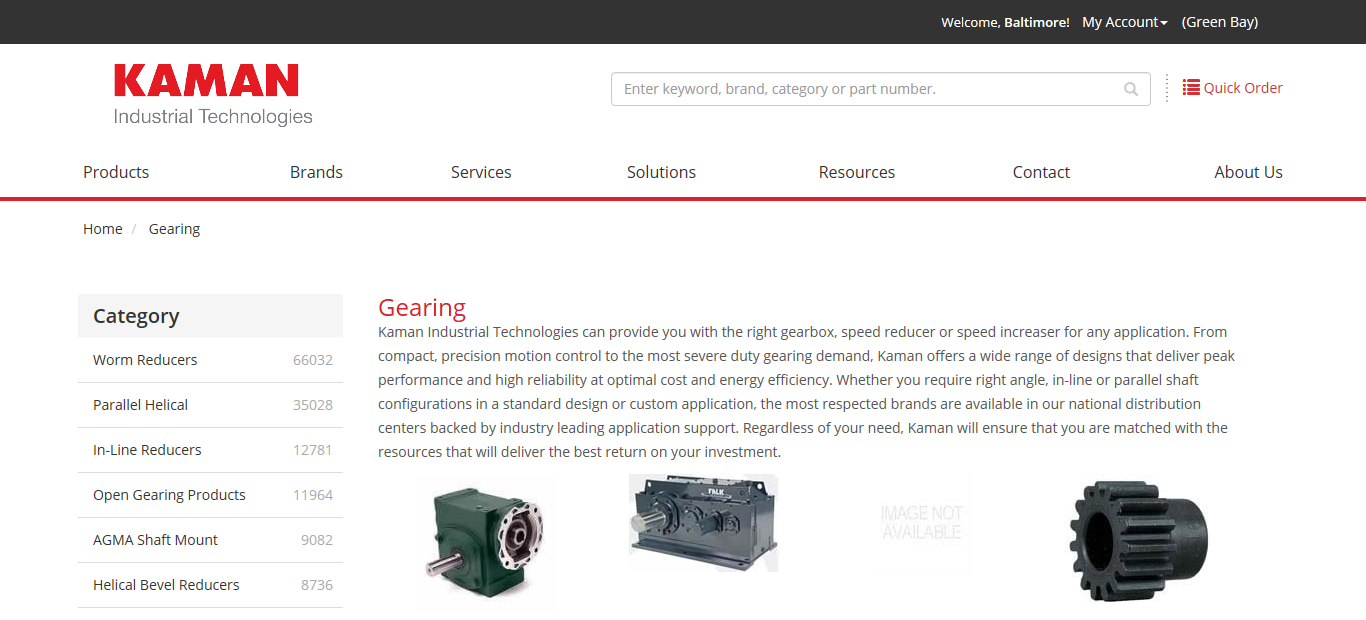 Welcome, Baltimore! My Account (Green Bay)
KAMAN
Industrial Technologies
Enter keyword, brand, category or part number.
Quick Order
Products Brands Services Solutions Resources Contact About Us
Home / Gearing
Category
Worm Reducers 66032
Parallel Helical 35028
In-Line Reducers 12781
Open Gearing Products 11964
AGMA Shaft Mount 9082
Helical Bevel Reducers 8736
Gearing
Kaman Industrial Technologies can provide you with the right gearbox, speed reducer or speed increaser for any application. From
compact, precision motion control to the most severe duty gearing demand, Kaman offers a wide range of designs that deliver peak
performance and high reliability at optimal cost and energy efficiency. Whether you require right angle, in-line or parallel shaft
configurations in a standard design or custom application, the most respected brands are available in our national distribution
centers backed by industry leading application support. Regardless of your need, Kaman will ensure that you are matched with the
resources that will deliver the best return on your investment.
FALK
IMAGE NOT
AVAILABLE